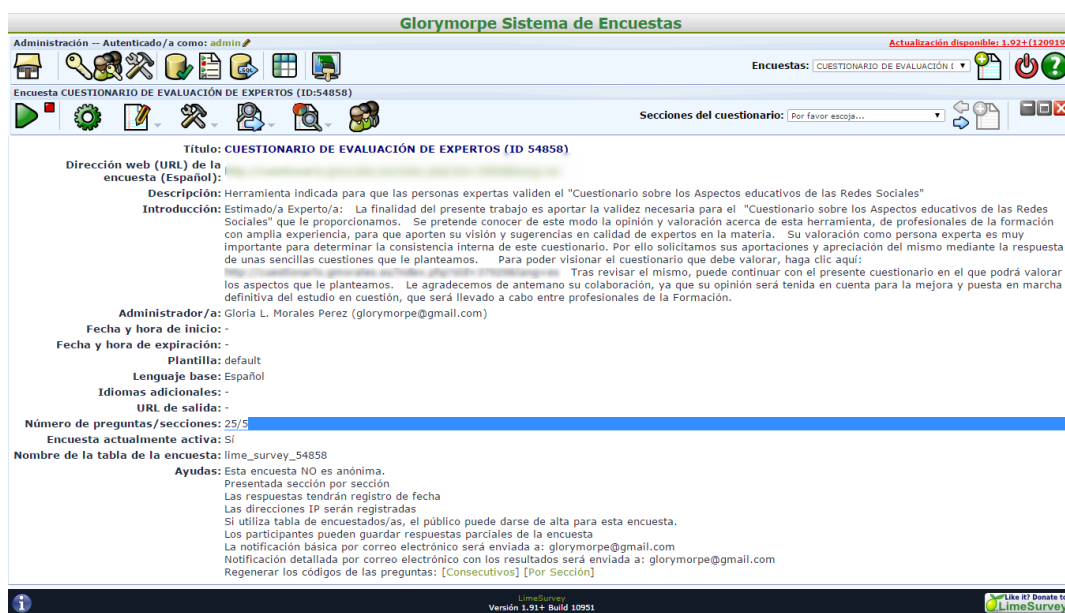 Glorymorpe Sistema de Encuestas
Administración -- Autenticado/a como: admin
Actualización disponible: 1.92+(120919
Encuestas: CUESTIONARIO DE EVALUACIÓN D
Encuesta CUESTIONARIO DE EVALUACIÓN DE EXPERTOS (ID:54858)
Secciones del cuestionario: Por favor escoja...
Título: CUESTIONARIO DE EVALUACIÓN DE EXPERTOS (ID 54858)
Dirección web (URL) de la
encuesta (Español):
Descripción: Herramienta indicada para que las personas expertas validen el "Cuestionario sobre los Aspectos educativos de las Redes Sociales"
Introducción: Estimado/a Experto/a: La finalidad del presente trabajo es aportar la validez necesaria para el "Cuestionario sobre los Aspectos educativos de las Redes
Sociales" que le proporcionamos. Se pretende conocer de este modo la opinión y valoración acerca de esta herramienta, de profesionales de la formación
con amplia experiencia, para que aporten su visión y sugerencias en calidad de expertos en la materia. Su valoración como persona experta es muy
importante para determinar la consistencia interna de este cuestionario. Por ello solicitamos sus aportaciones y apreciación del mismo mediante la respuesta
de unas sencillas cuestiones que le planteamos. Para poder visionar el cuestionario que debe valorar, haga clic aquí:
Tras revisar el mismo, puede continuar con el presente cuestionario en el que podrá valorar
los aspectos que le planteamos. Le agradecemos de antemano su colaboración, ya que su opinión será tenida en cuenta para la mejora y puesta en marcha
definitiva del estudio en cuestión, que será llevado a cabo entre profesionales de la Formación.
Administrador/a: Gloria L. Morales Perez (glorymorpe@gmail.com)
Fecha y hora de inicio: -
Fecha y hora de expiración: -
Plantilla: default
Lenguaje base: Español
Idiomas adicionales: -
URL de salida: -
Número de preguntas/secciones: 25/5
Encuesta actualmente activa: Sí
Nombre de la tabla de la encuesta: lime_survey_54858
Ayudas: Esta encuesta NO es anónima.
Presentada sección por sección
Las respuestas tendrán registro de fecha
Las direcciones IP serán registradas
Si utiliza tabla de encuestados/as, el público puede darse de alta para esta encuesta.
Los participantes pueden guardar respuestas parciales de la encuesta
La notificación básica por correo electrónico será enviada a: glorymorpe@gmail.com
Notificación detallada por correo electrónico con los resultados será enviada a: glorymorpe@gmail.com
Regenerar los códigos de las preguntas: [Consecutivos] [Por Sección]
LimeSurvey
Versión 1.91+ Build 10951
Like it? Donate to
LimeSurvey